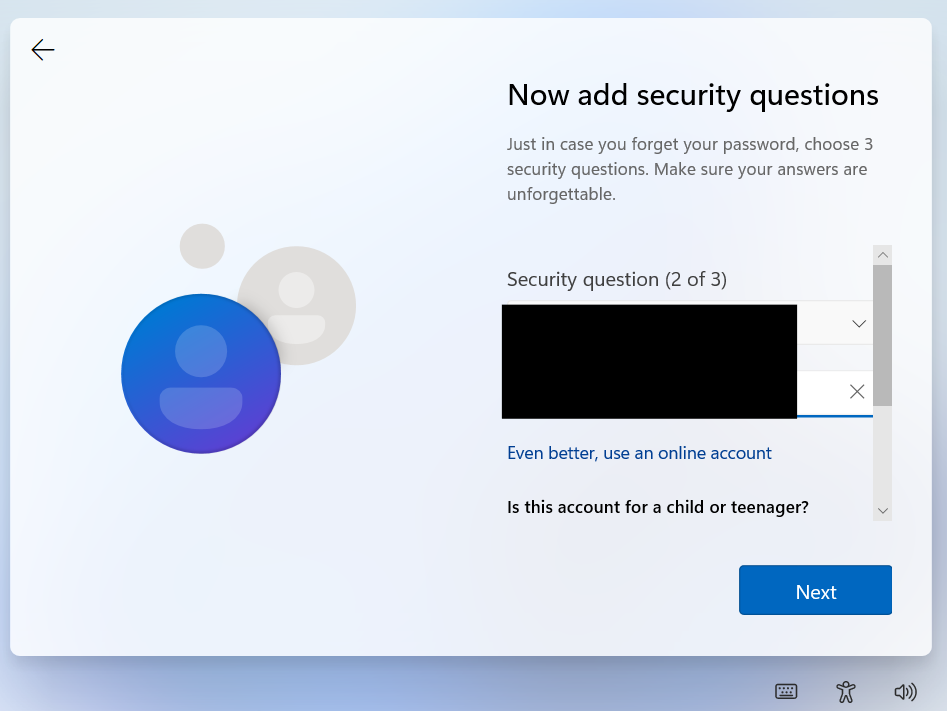 Now add security questions
Just in case you forget your password, choose 3
security questions. Make sure your answers are
unforgettable.
Security question (2 of 3)
Even better, use an online account
Is this account for a child or teenager?
Next